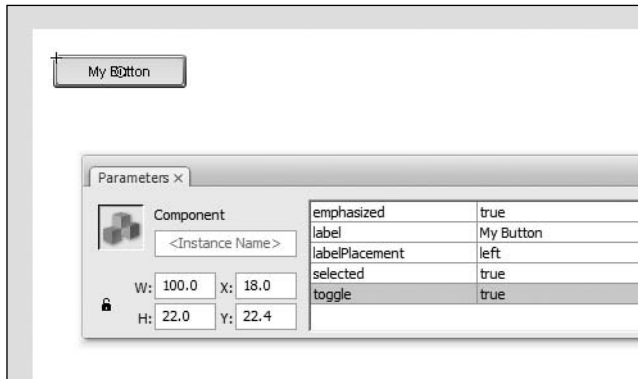 My Button
Parameters ×
Component
<Instance Name>
W: 100.0 X: 18.0
H: 22.0 Y: 22.4
emphasized true
label My Button
labelPlacement left
selected true
toggle true